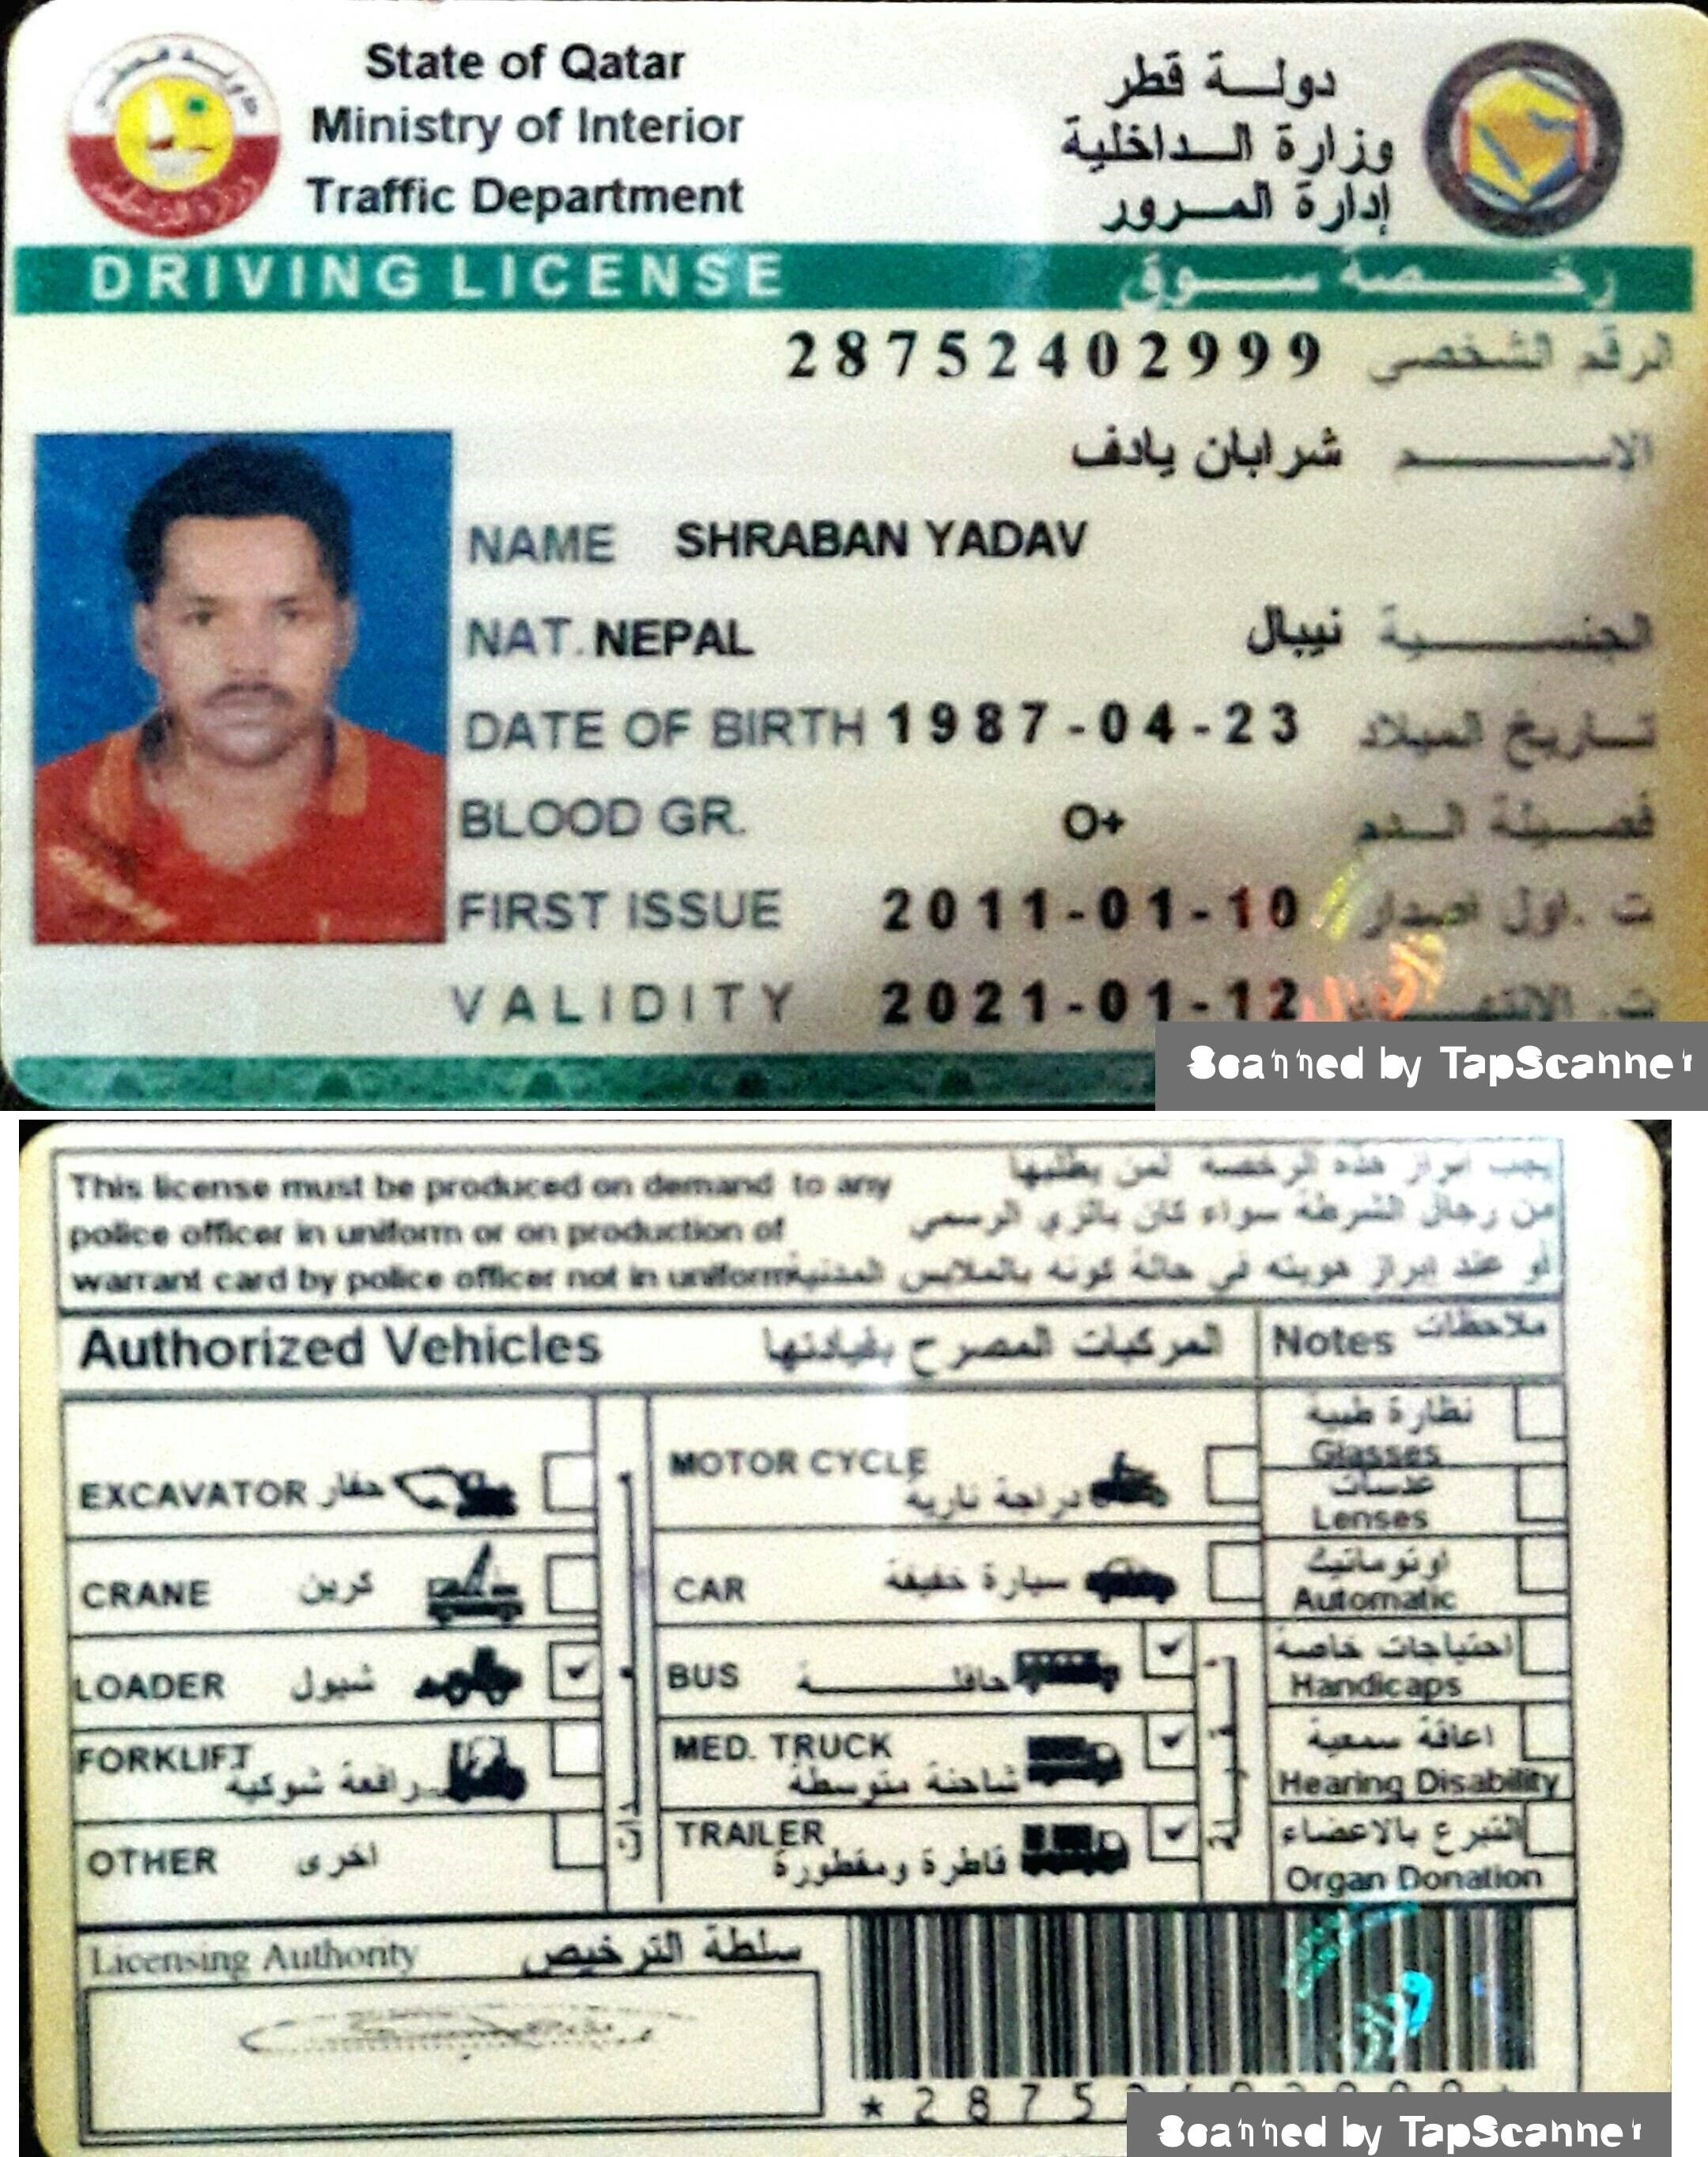 State of Qatar
Ministry of Interior
Traffic Department
دولة قطر
وزارة الداخلية
إدارة المرور
DRIVING LICENSE رخصة سوق
28752402999 الرقم الشخصي
الاسم شرابان يادف
NAME SHRABAN YADAV
NAT. NEPAL الجنسية نيبال
DATE OF BIRTH 1987-04-23 تاريخ الميلاد
BLOOD GR. O+ فصيلة الدم
FIRST ISSUE 2011-01-10 ت .اول اصدار
VALIDITY 2021-01-12
Scanned by TapScanner
This license must be produced on demand to any
police officer in uniform or on production of
warrant card by police officer not in uniform
يجب ابراز هذه الرخصة لمن يطلبها
من رجال الشرطة سواء كان بالزي الرسمي
أو عند إبراز هويته في حالة كونه بالملابس المدنية
Authorized Vehicles المركبات المصرح بقيادتها
Notes ملاحظات
EXCAVATOR حفار
CRANE كرين
LOADER شيول
FORKLIFT رافعة شوكية
OTHER اخرى
MOTOR CYCLE دراجة نارية
CAR سيارة خفيفة
BUS حافلة
MED. TRUCK شاحنة متوسطة
TRAILER قاطرة ومقطورة
نظارة طبية
Glasses
عدسات
Lenses
اوتوماتيك
Automatic
احتياجات خاصة
Handicaps
اعاقة سمعية
Hearing Disability
التبرع بالاعضاء
Organ Donation
Licensing Authority سلطة الترخيص
*2875
Scanned by TapScanner